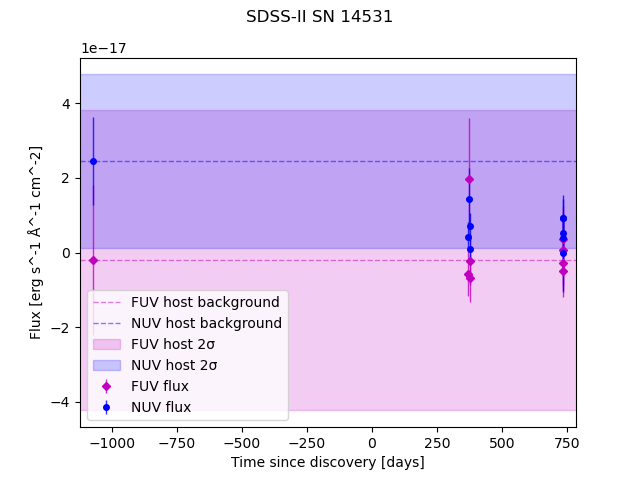 SDSS-II SN 14531
1e−17
Flux [erg s^-1 Å^-1 cm^-2]
4
2
0
−2
−4
FUV host background
NUV host background
FUV host 2σ
NUV host 2σ
FUV flux
NUV flux
−1000 −750 −500 −250 0 250 500 750
Time since discovery [days]